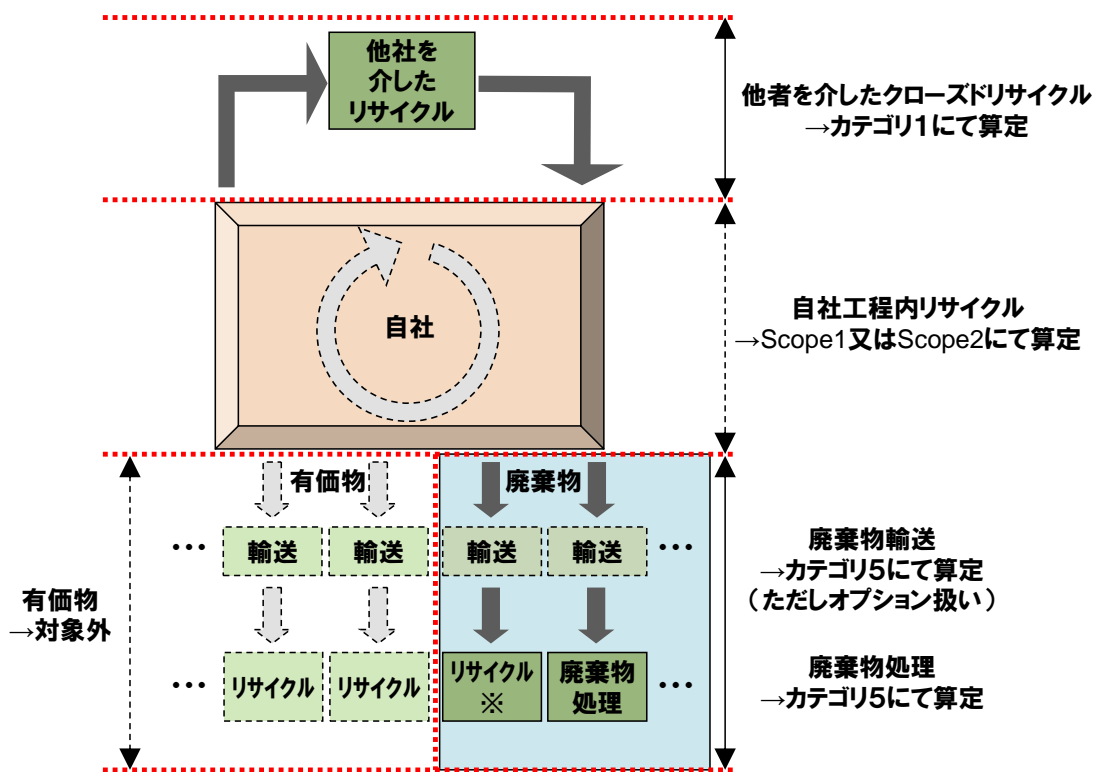 他社を
介した
リサイクル
他者を介したクローズドリサイクル
→カテゴリ1にて算定
自社
自社工程内リサイクル
→Scope1又はScope2にて算定
有価物
廃棄物
… 輸送 輸送 輸送 輸送 …
廃棄物輸送
→カテゴリ5にて算定
(ただしオプション扱い)
有価物
→対象外
… リサイクル リサイクル
リサイクル
※
廃棄物
処理
…
廃棄物処理
→カテゴリ5にて算定